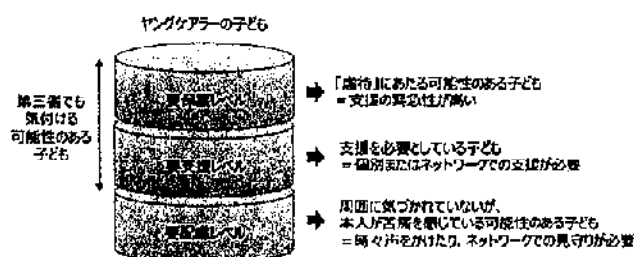 ヤングケアラーの子ども
第三者でも
気付ける
可能性のある
子ども
要保護レベル
要支援レベル
要配慮レベル
「虐待」にあたる可能性のある子ども
=支援の緊急性が高い
支援を必要としている子ども
=個別またはネットワークでの支援が必要
周囲に気づかれていないが、
本人が苦痛を感じている可能性のある子ども
=時々声をかけたり、ネットワークでの見守りが必要